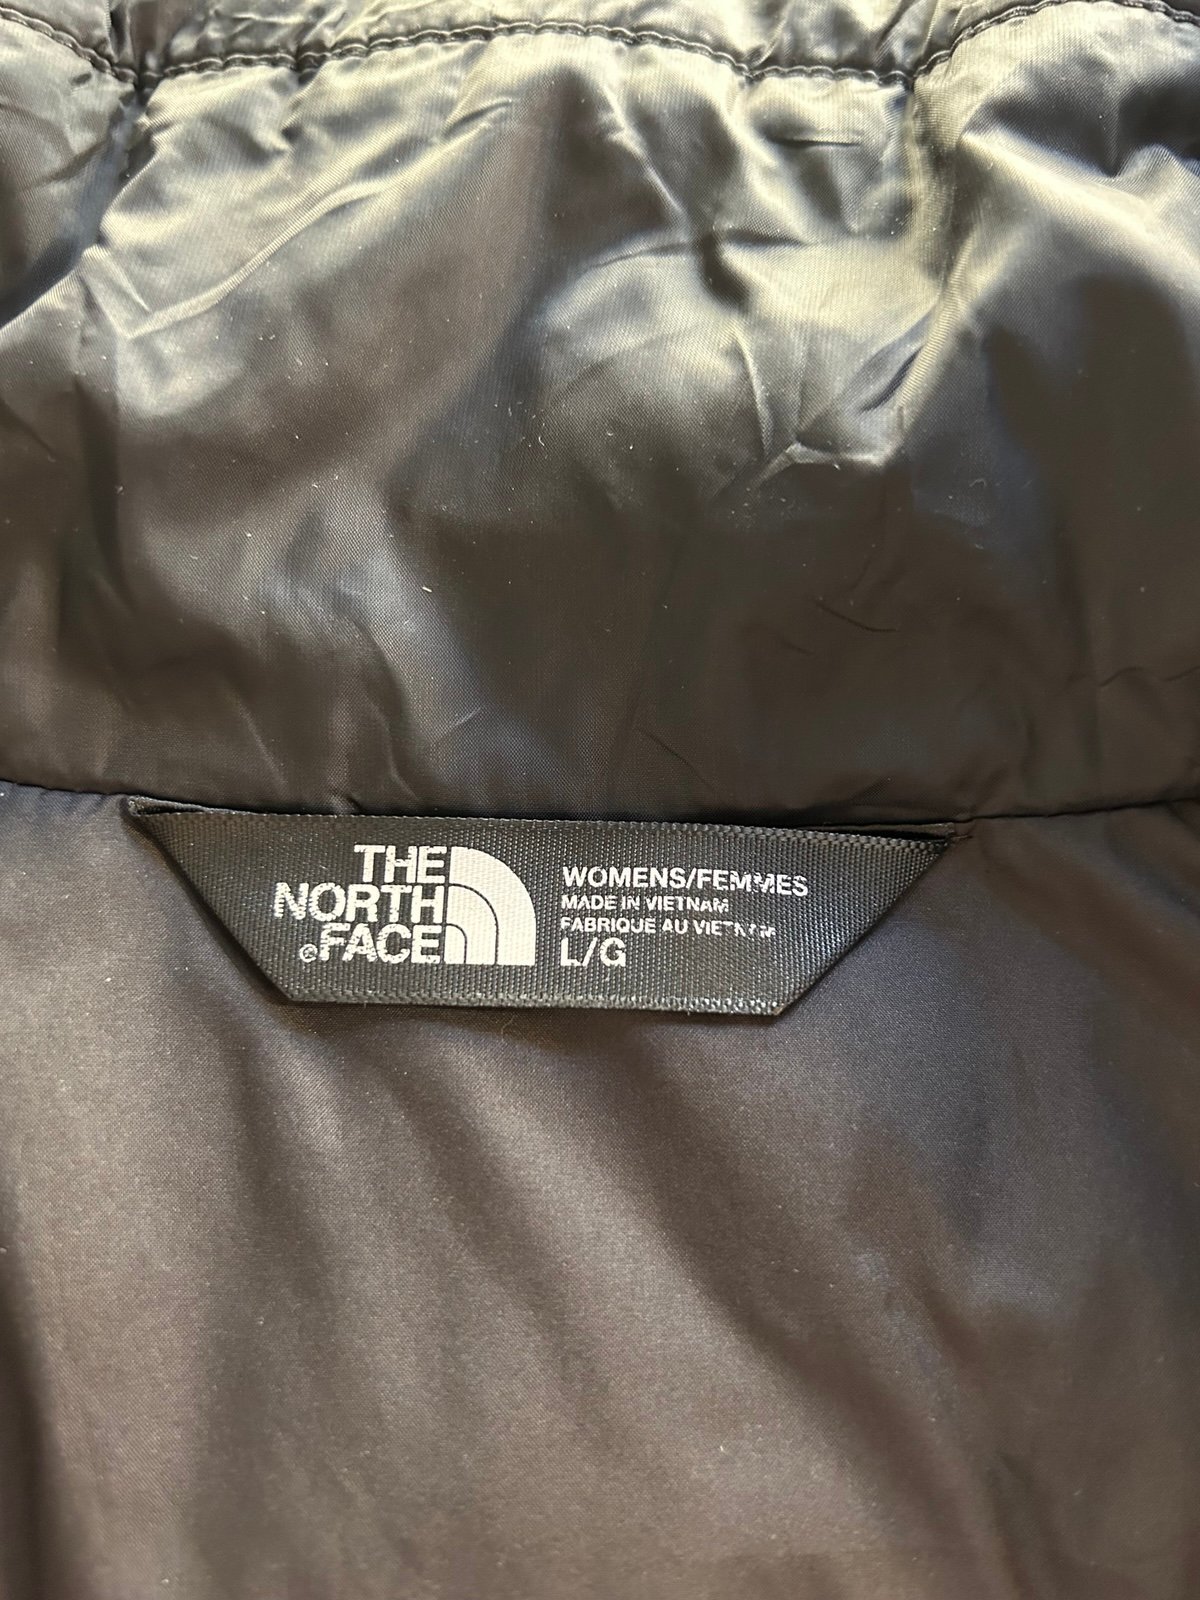 THE
NORTH
®FACE
WOMENS/FEMMES
MADE IN VIETNAM
FABRIQUE AU VIETNAM
L/G